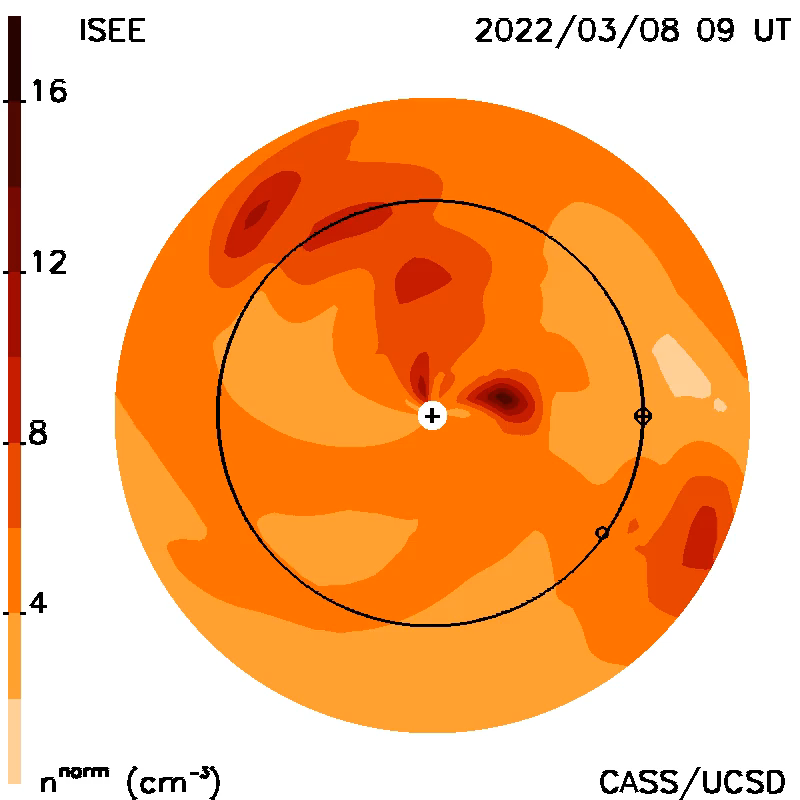 ISEE 2022/03/08 09 UT
16
12
8
4
n^norm (cm^-3) CASS/UCSD